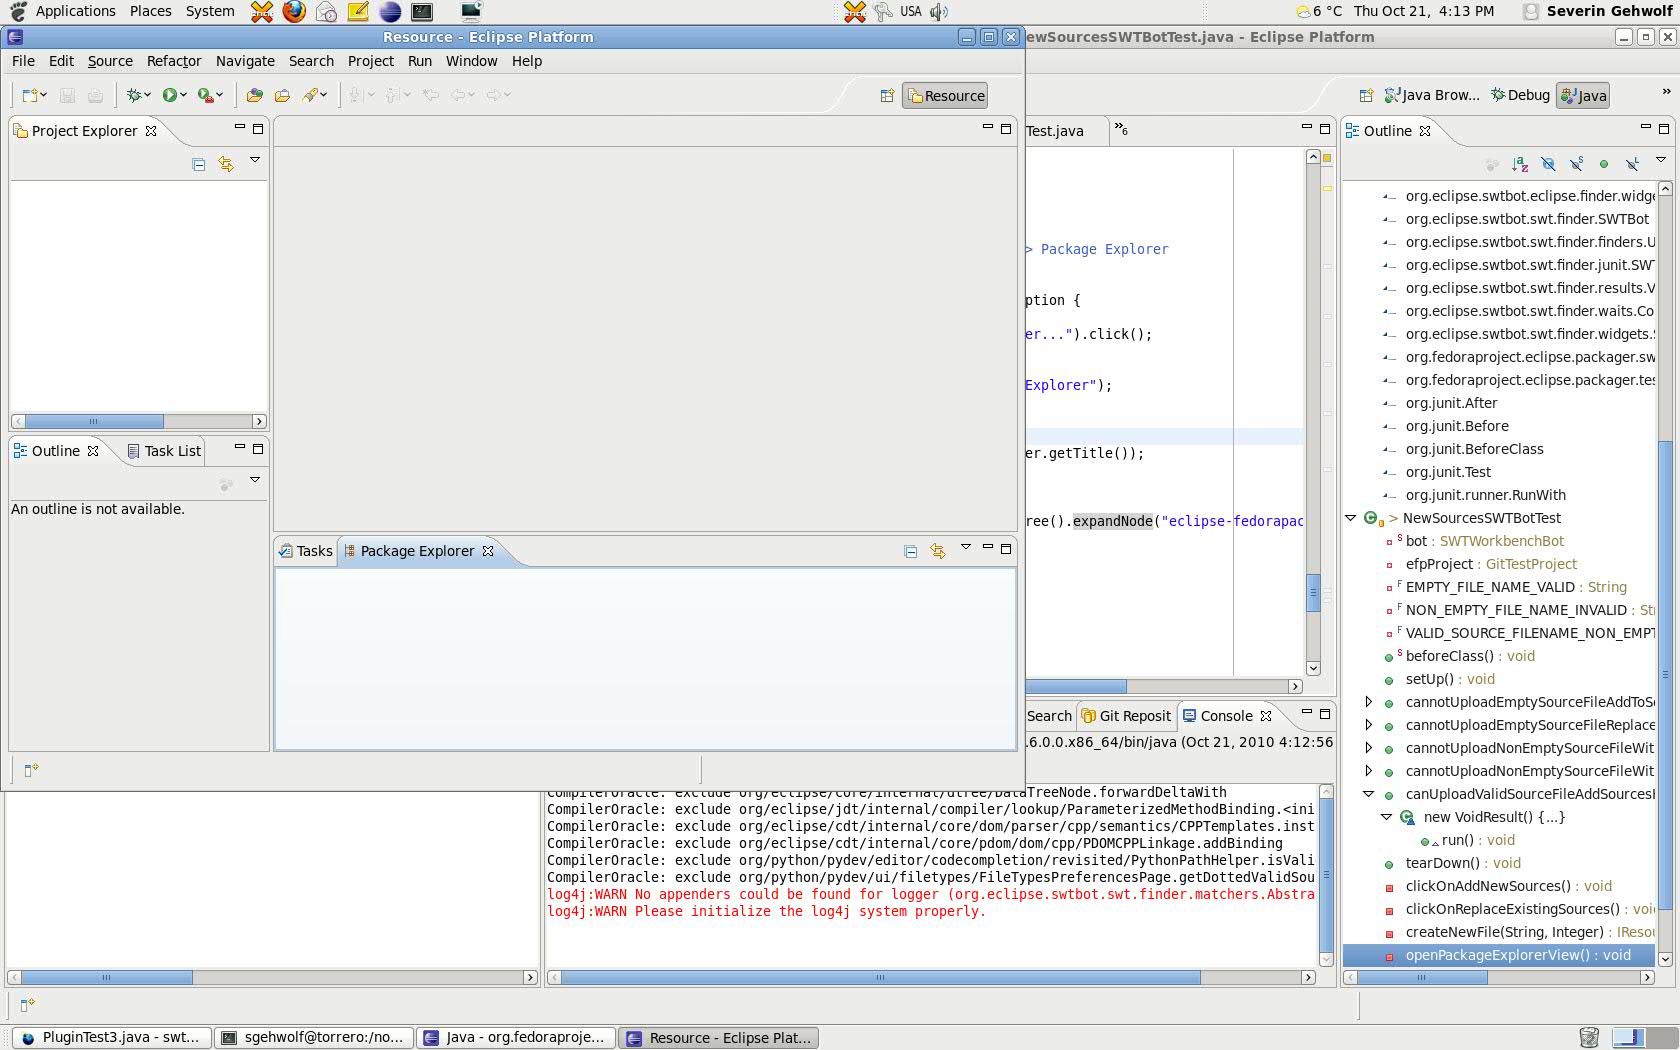 Applications Places System
USA
6 °C Thu Oct 21, 4:13 PM Severin Gehwolf
Resource - Eclipse Platform
File Edit Source Refactor Navigate Search Project Run Window Help
Resource
Project Explorer
Outline Task List
An outline is not available.
Tasks Package Explorer
ewSourcesSWTBotTest.java - Eclipse Platform
Java Brow... Debug Java »
Test.java »6
> Package Explorer
ption {
er...").click();
Explorer");
er.getTitle());
ree().expandNode("eclipse-fedorapac
Search Git Reposit Console
.6.0.0.x86_64/bin/java (Oct 21, 2010 4:12:56
CompilerOracle: exclude org/eclipse/core/internal/dtree/DataTreeNode.forwardDeltaWith
CompilerOracle: exclude org/eclipse/jdt/internal/compiler/lookup/ParameterizedMethodBinding.<ini
CompilerOracle: exclude org/eclipse/cdt/internal/core/dom/parser/cpp/semantics/CPPTemplates.inst
CompilerOracle: exclude org/eclipse/cdt/internal/core/pdom/dom/cpp/PDOMCPPLinkage.addBinding
CompilerOracle: exclude org/python/pydev/editor/codecompletion/revisited/PythonPathHelper.isVali
CompilerOracle: exclude org/python/pydev/ui/filetypes/FileTypesPreferencesPage.getDottedValidSou
log4j:WARN No appenders could be found for logger (org.eclipse.swtbot.swt.finder.matchers.Abstra
log4j:WARN Please initialize the log4j system properly.
Outline
org.eclipse.swtbot.eclipse.finder.widge
org.eclipse.swtbot.swt.finder.SWTBot
org.eclipse.swtbot.swt.finder.finders.U
org.eclipse.swtbot.swt.finder.junit.SWT
org.eclipse.swtbot.swt.finder.results.V
org.eclipse.swtbot.swt.finder.waits.Co
org.eclipse.swtbot.swt.finder.widgets.
org.fedoraproject.eclipse.packager.sw
org.fedoraproject.eclipse.packager.tes
org.junit.After
org.junit.Before
org.junit.BeforeClass
org.junit.Test
org.junit.runner.RunWith
> NewSourcesSWTBotTest
bot : SWTWorkbenchBot
efpProject : GitTestProject
EMPTY_FILE_NAME_VALID : String
NON_EMPTY_FILE_NAME_INVALID : St
VALID_SOURCE_FILENAME_NON_EMPT
beforeClass() : void
setUp() : void
cannotUploadEmptySourceFileAddToS
cannotUploadEmptySourceFileReplace
cannotUploadNonEmptySourceFileWit
cannotUploadNonEmptySourceFileWit
canUploadValidSourceFileAddSources
new VoidResult() {...}
run() : void
tearDown() : void
clickOnAddNewSources() : void
clickOnReplaceExistingSources() : voi
createNewFile(String, Integer) : IResou
openPackageExplorerView() : void
PluginTest3.java - swt... sgehwolf@torrero:/no... Java - org.fedoraproje... Resource - Eclipse Plat...